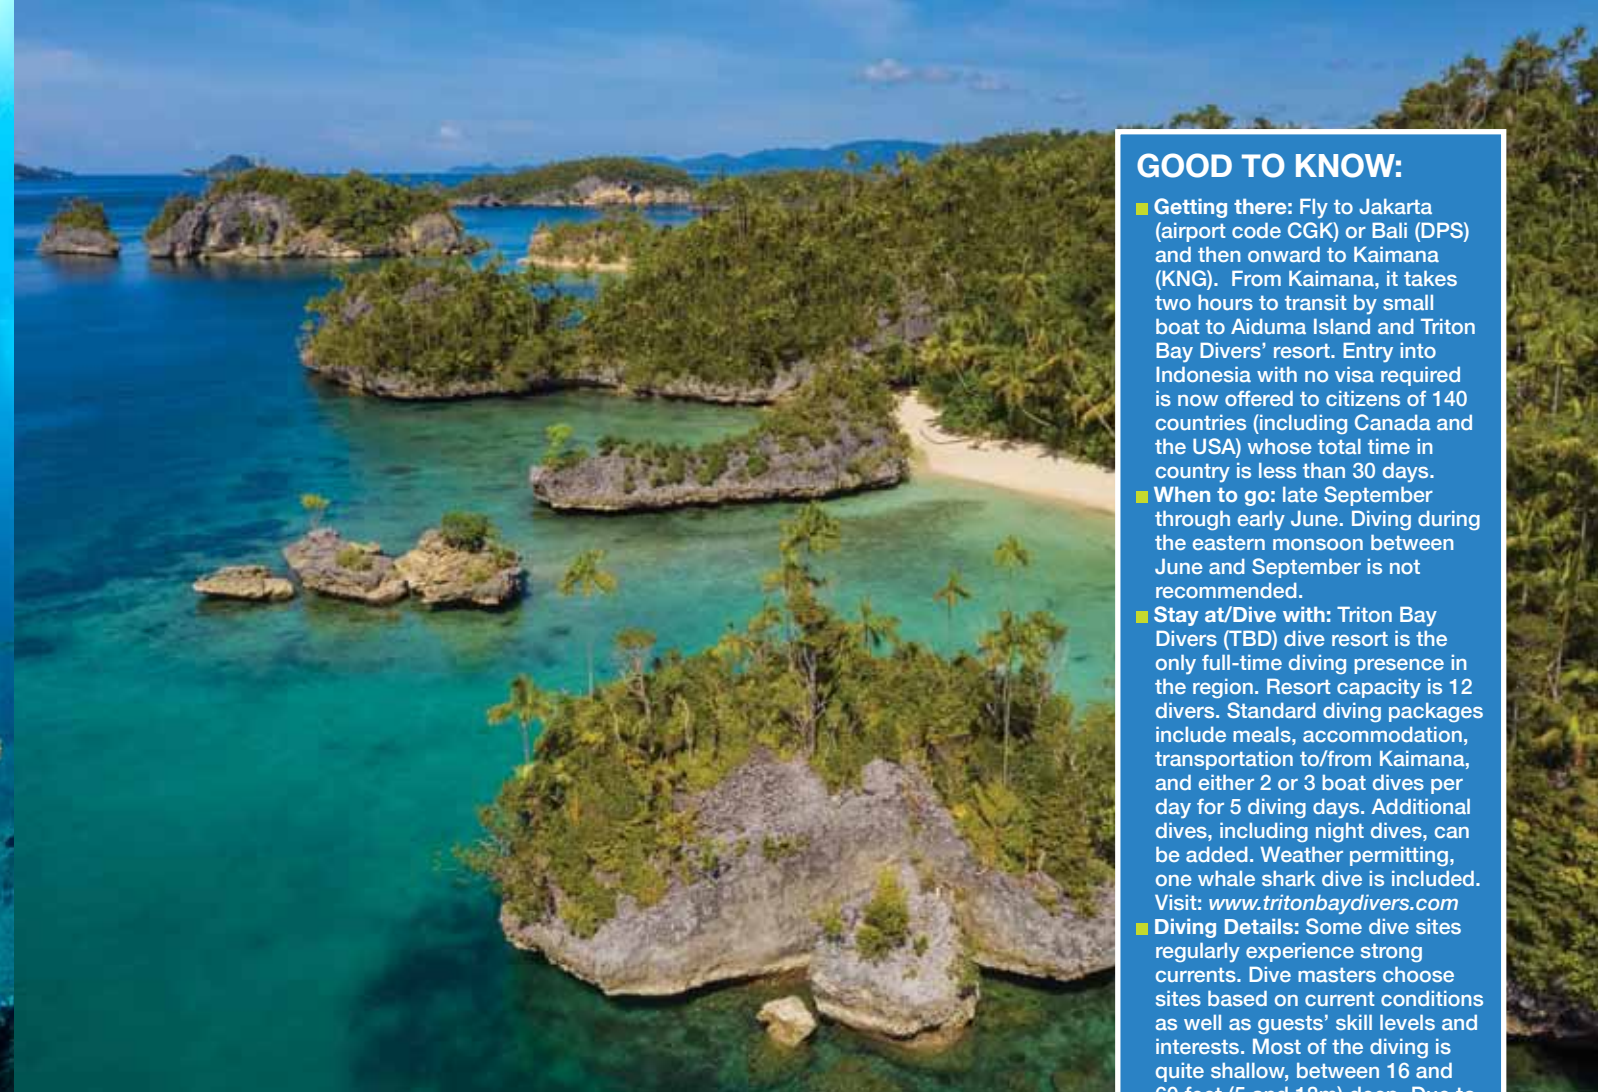 GOOD TO KNOW:
Getting there: Fly to Jakarta
(airport code CGK) or Bali (DPS)
and then onward to Kaimana
(KNG). From Kaimana, it takes
two hours to transit by small
boat to Aiduma Island and Triton
Bay Divers’ resort. Entry into
Indonesia with no visa required
is now offered to citizens of 140
countries (including Canada and
the USA) whose total time in
country is less than 30 days.
When to go: late September
through early June. Diving during
the eastern monsoon between
June and September is not
recommended.
Stay at/Dive with: Triton Bay
Divers (TBD) dive resort is the
only full-time diving presence in
the region. Resort capacity is 12
divers. Standard diving packages
include meals, accommodation,
transportation to/from Kaimana,
and either 2 or 3 boat dives per
day for 5 diving days. Additional
dives, including night dives, can
be added. Weather permitting,
one whale shark dive is included.
Visit: www.tritonbaydivers.com
Diving Details: Some dive sites
regularly experience strong
currents. Dive masters choose
sites based on current conditions
as well as guests’ skill levels and
interests. Most of the diving is
quite shallow, between 16 and
60 feet (5 and 18m) deep. Due to